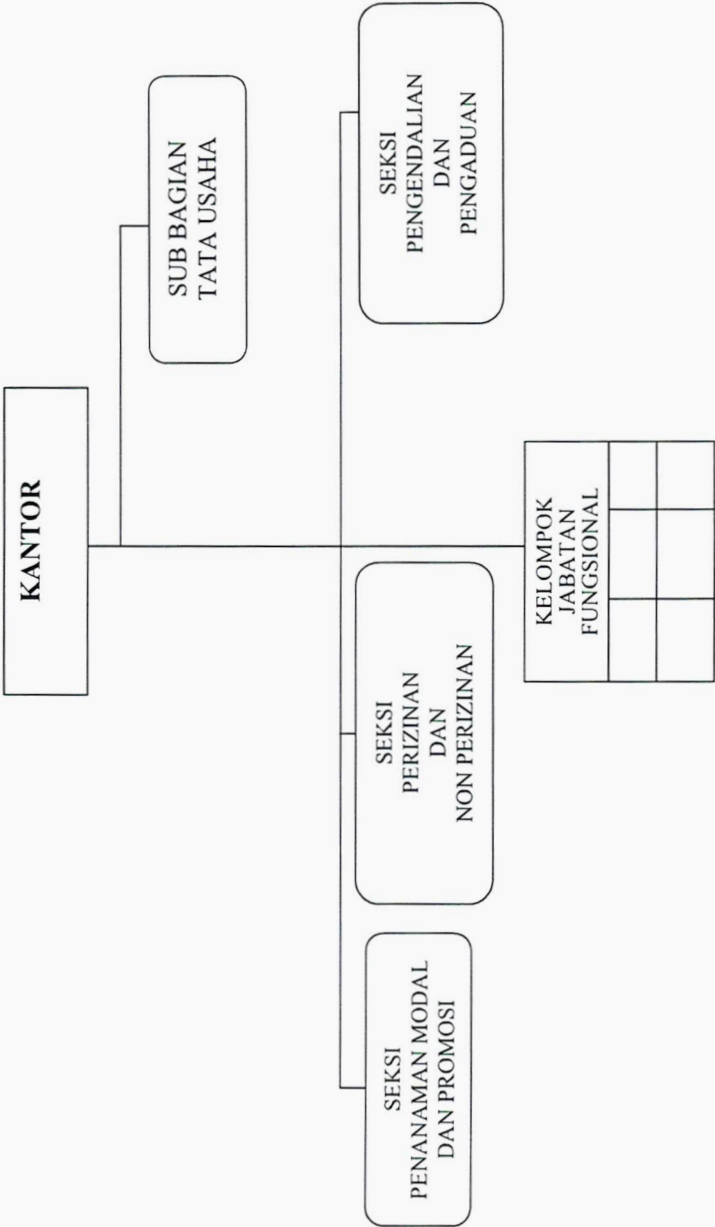 KANTOR
SUB BAGIAN
TATA USAHA
SEKSI
PENANAMAN MODAL
DAN PROMOSI
SEKSI
PERIZINAN
DAN
NON PERIZINAN
SEKSI
PENGENDALIAN
DAN
PENGADUAN
KELOMPOK
JABATAN
FUNGSIONAL